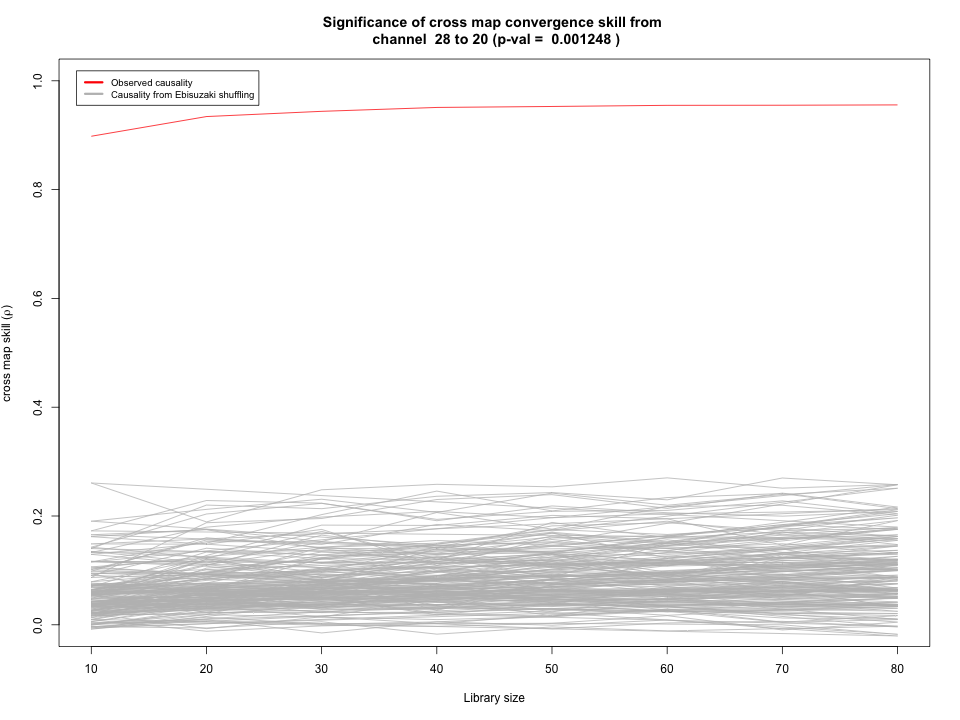 Significance of cross map convergence skill from
channel  28 to 20 (p-val =  0.001248 )
Observed causality
Causality from Ebisuzaki shuffling
cross map skill (ρ)
1.0
0.8
0.6
0.4
0.2
0.0
10 20 30 40 50 60 70 80
Library size